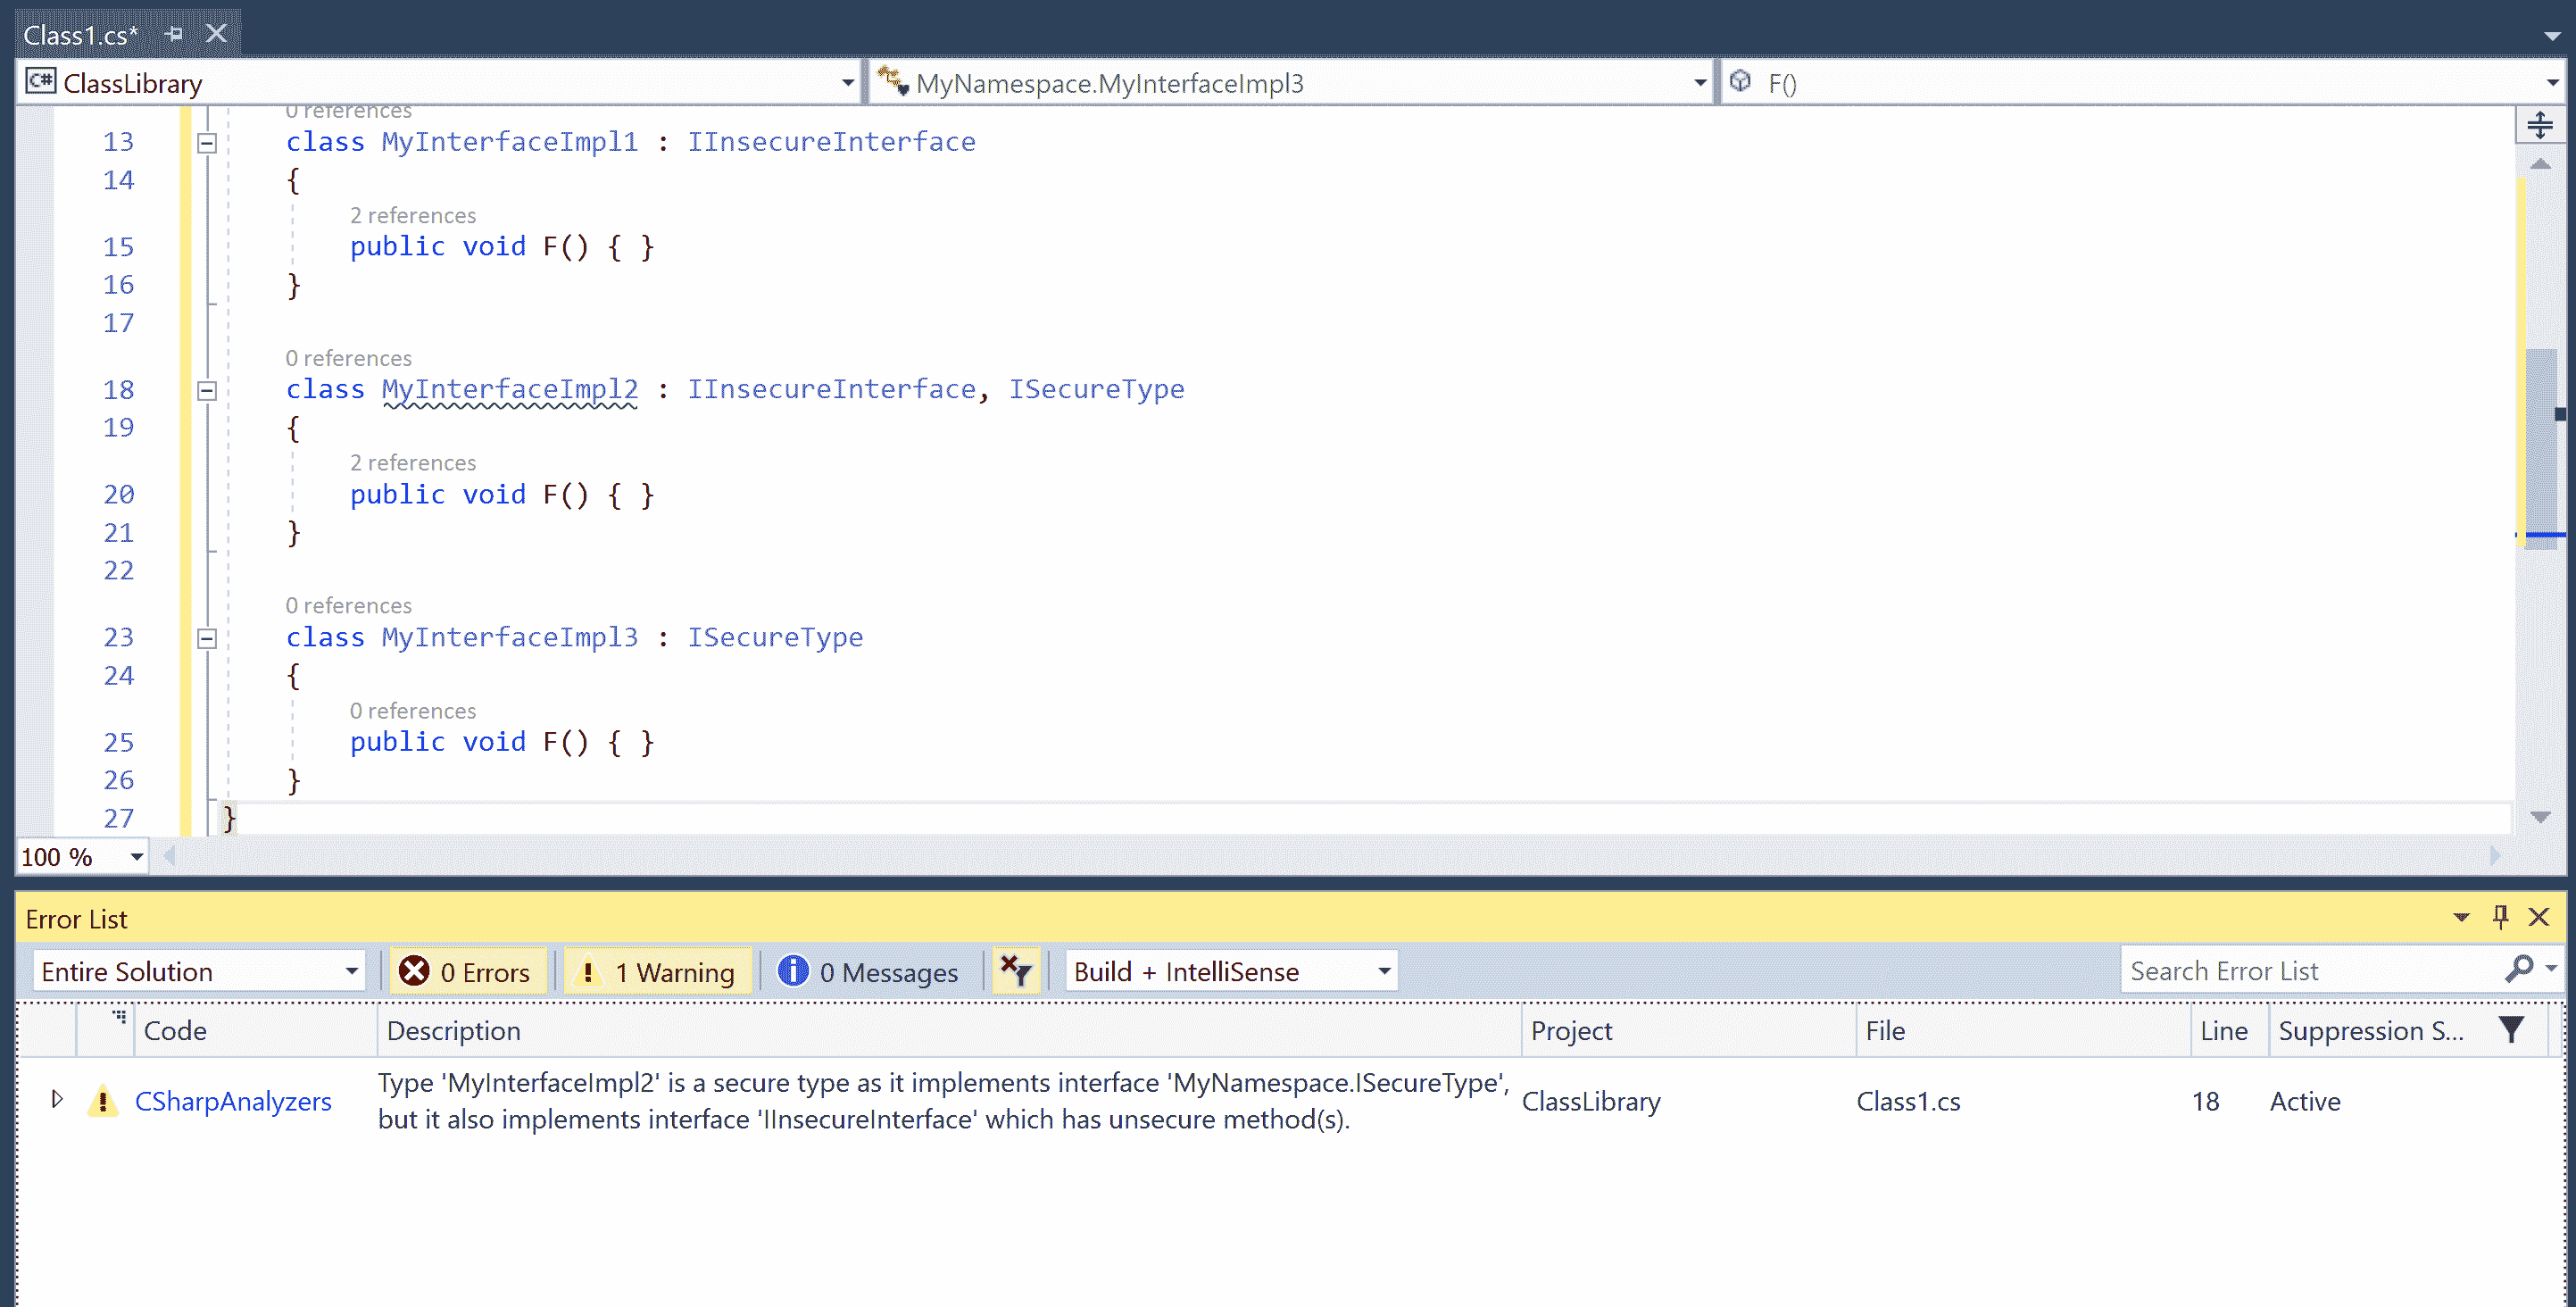 Class1.cs*
C# ClassLibrary
MyNamespace.MyInterfaceImpl3
F()
0 references
13 class MyInterfaceImpl1 : IInsecureInterface
14 {
2 references
15 public void F() { }
16 }
17
0 references
18 class MyInterfaceImpl2 : IInsecureInterface, ISecureType
19 {
2 references
20 public void F() { }
21 }
22
0 references
23 class MyInterfaceImpl3 : ISecureType
24 {
0 references
25 public void F() { }
26 }
27 }
100 %
Error List
Entire Solution
0 Errors
1 Warning
0 Messages
Build + IntelliSense
Search Error List
Code
Description
Project
File
Line
Suppression S...
CSharpAnalyzers
Type 'MyInterfaceImpl2' is a secure type as it implements interface 'MyNamespace.ISecureType',
but it also implements interface 'IInsecureInterface' which has unsecure method(s).
ClassLibrary
Class1.cs
18
Active